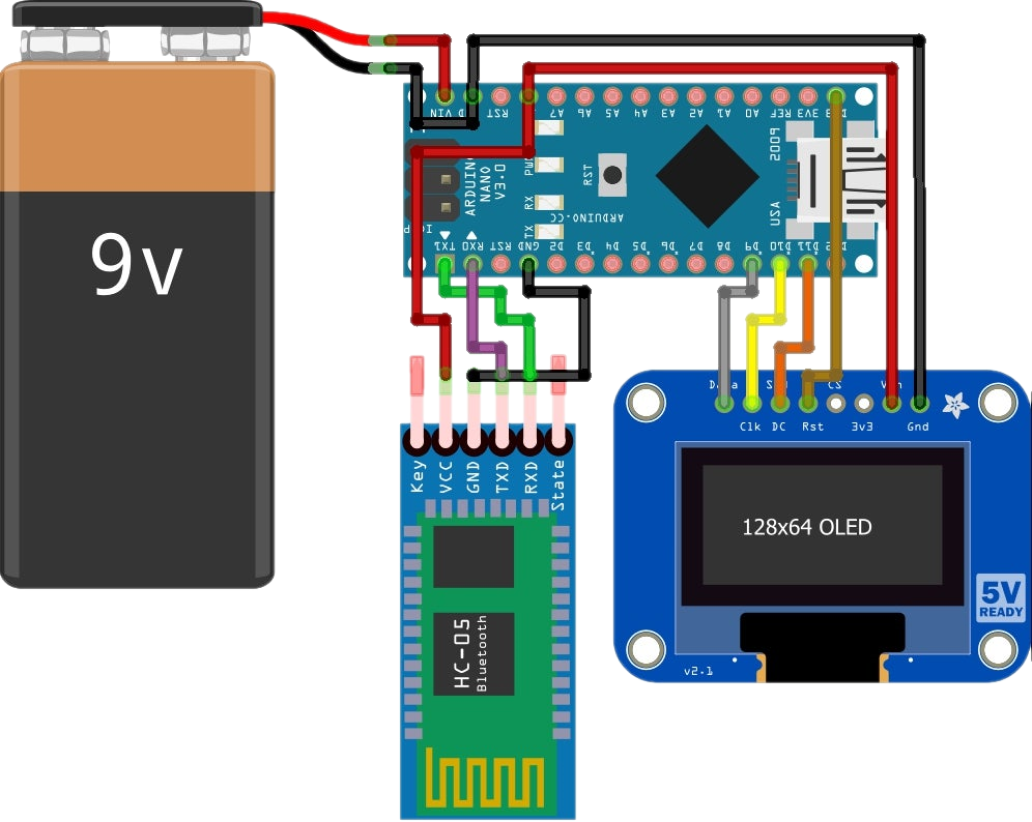 9v
VIN
RST
A7
A6
A5
A4
A3
A2
A1
A0
REF
3V3
ARDUINO
NANO
V3.0
RST
ARDUINO.CC
PWR
RX
TX
2009
USA
TX1
RX0
RST
GND
D2
D3
D4
D5
D6
D7
D8
D9
D10
D11
Key
VCC
GND
TXD
RXD
State
HC-05
Bluetooth
CS
Clk
DC
Rst
3v3
Gnd
128x64 OLED
5V
READY
v2.1